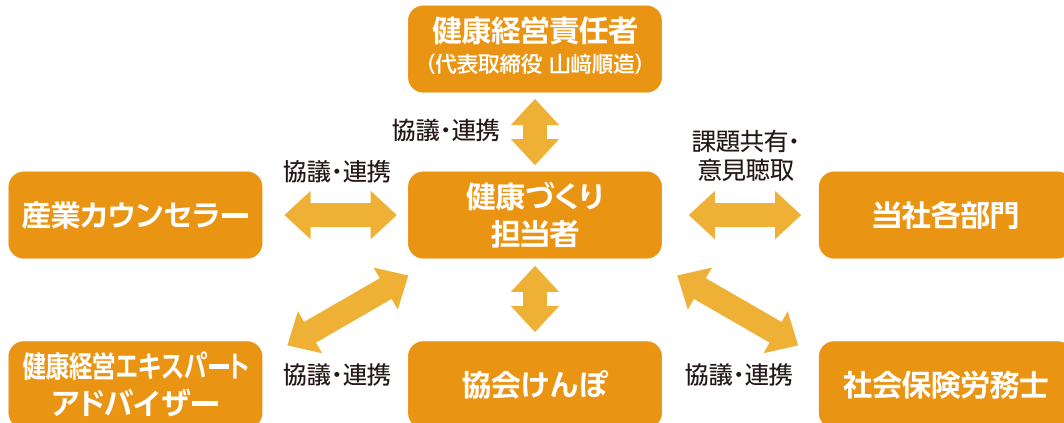 健康経営責任者
（代表取締役 山﨑順造）
協議・連携
課題共有・
意見聴取
協議・連携
産業カウンセラー
健康づくり
担当者
当社各部門
健康経営エキスパート
アドバイザー
協議・連携
協会けんぽ
協議・連携
社会保険労務士